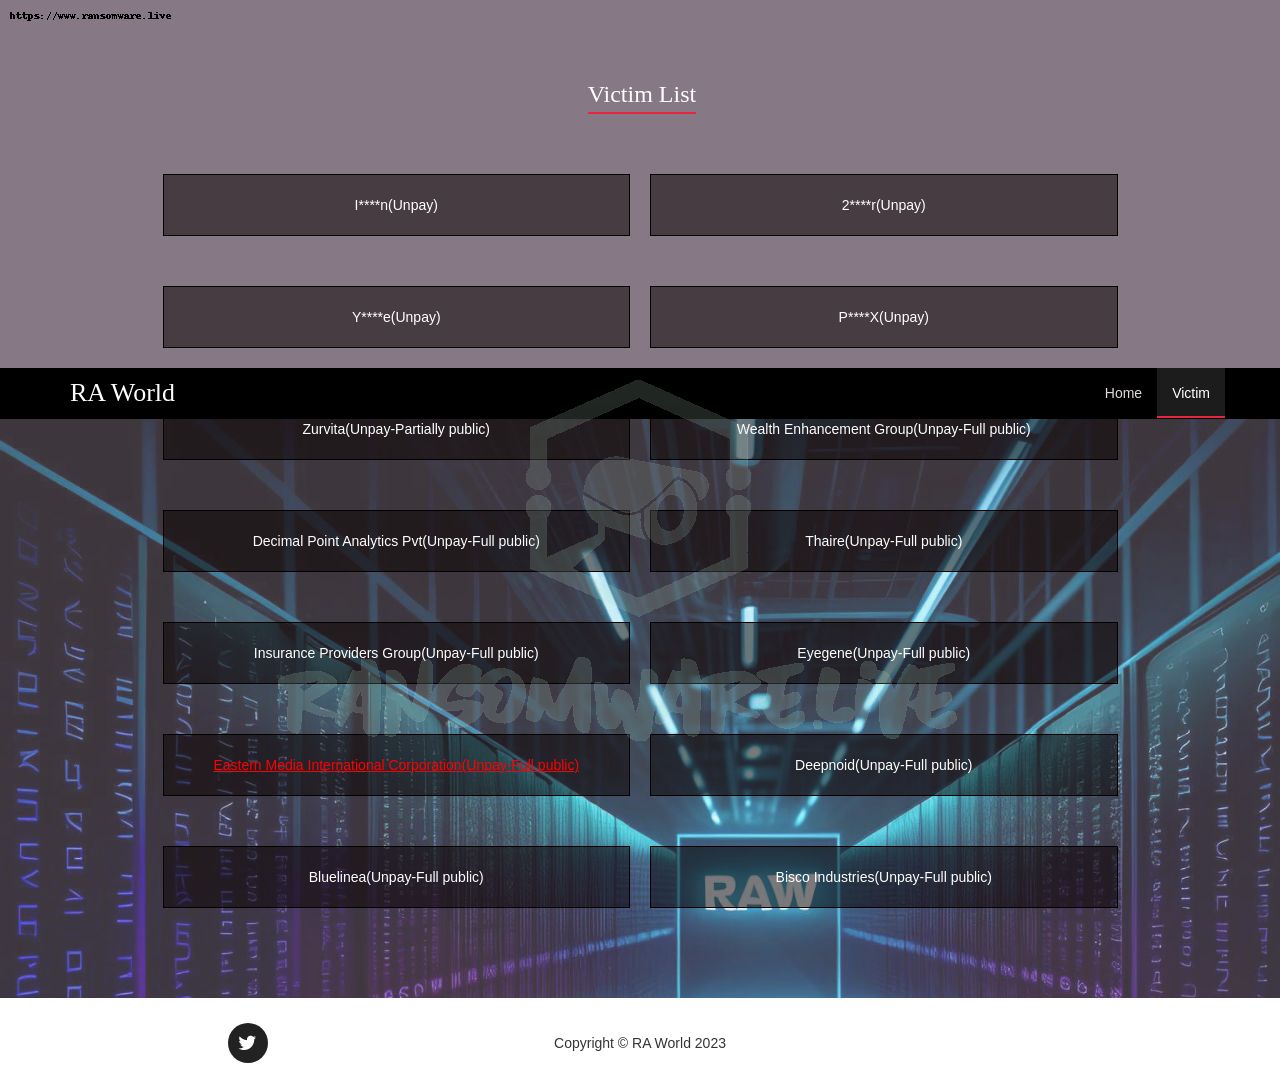 https://www.ransomware.live
Victim List
I****n(Unpay)
2****r(Unpay)
Y****e(Unpay)
P****X(Unpay)
RA World
Home
Victim
Zurvita(Unpay-Partially public)
Wealth Enhancement Group(Unpay-Full public)
Decimal Point Analytics Pvt(Unpay-Full public)
Thaire(Unpay-Full public)
Insurance Providers Group(Unpay-Full public)
Eyegene(Unpay-Full public)
RANSOMWARE.LIVE
Eastern Media International Corporation(Unpay-Full public)
Deepnoid(Unpay-Full public)
Bluelinea(Unpay-Full public)
Bisco Industries(Unpay-Full public)
RAW
Copyright © RA World 2023